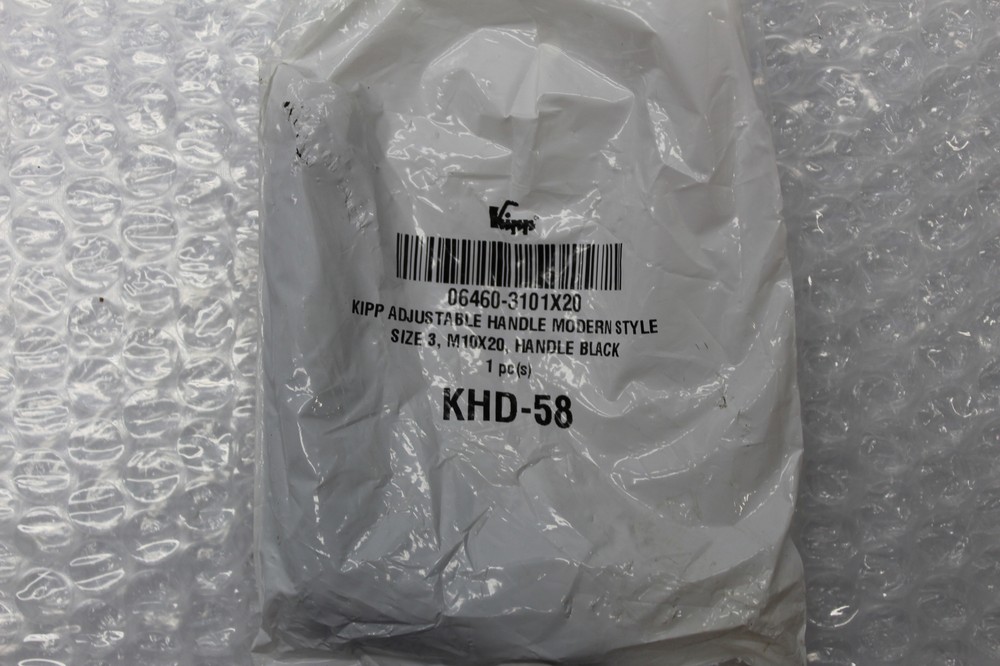 Kipp
06460-3101X20
KIPP ADJUSTABLE HANDLE MODERN STYLE
SIZE 3, M10X20, HANDLE BLACK
1 pc(s)
KHD-58